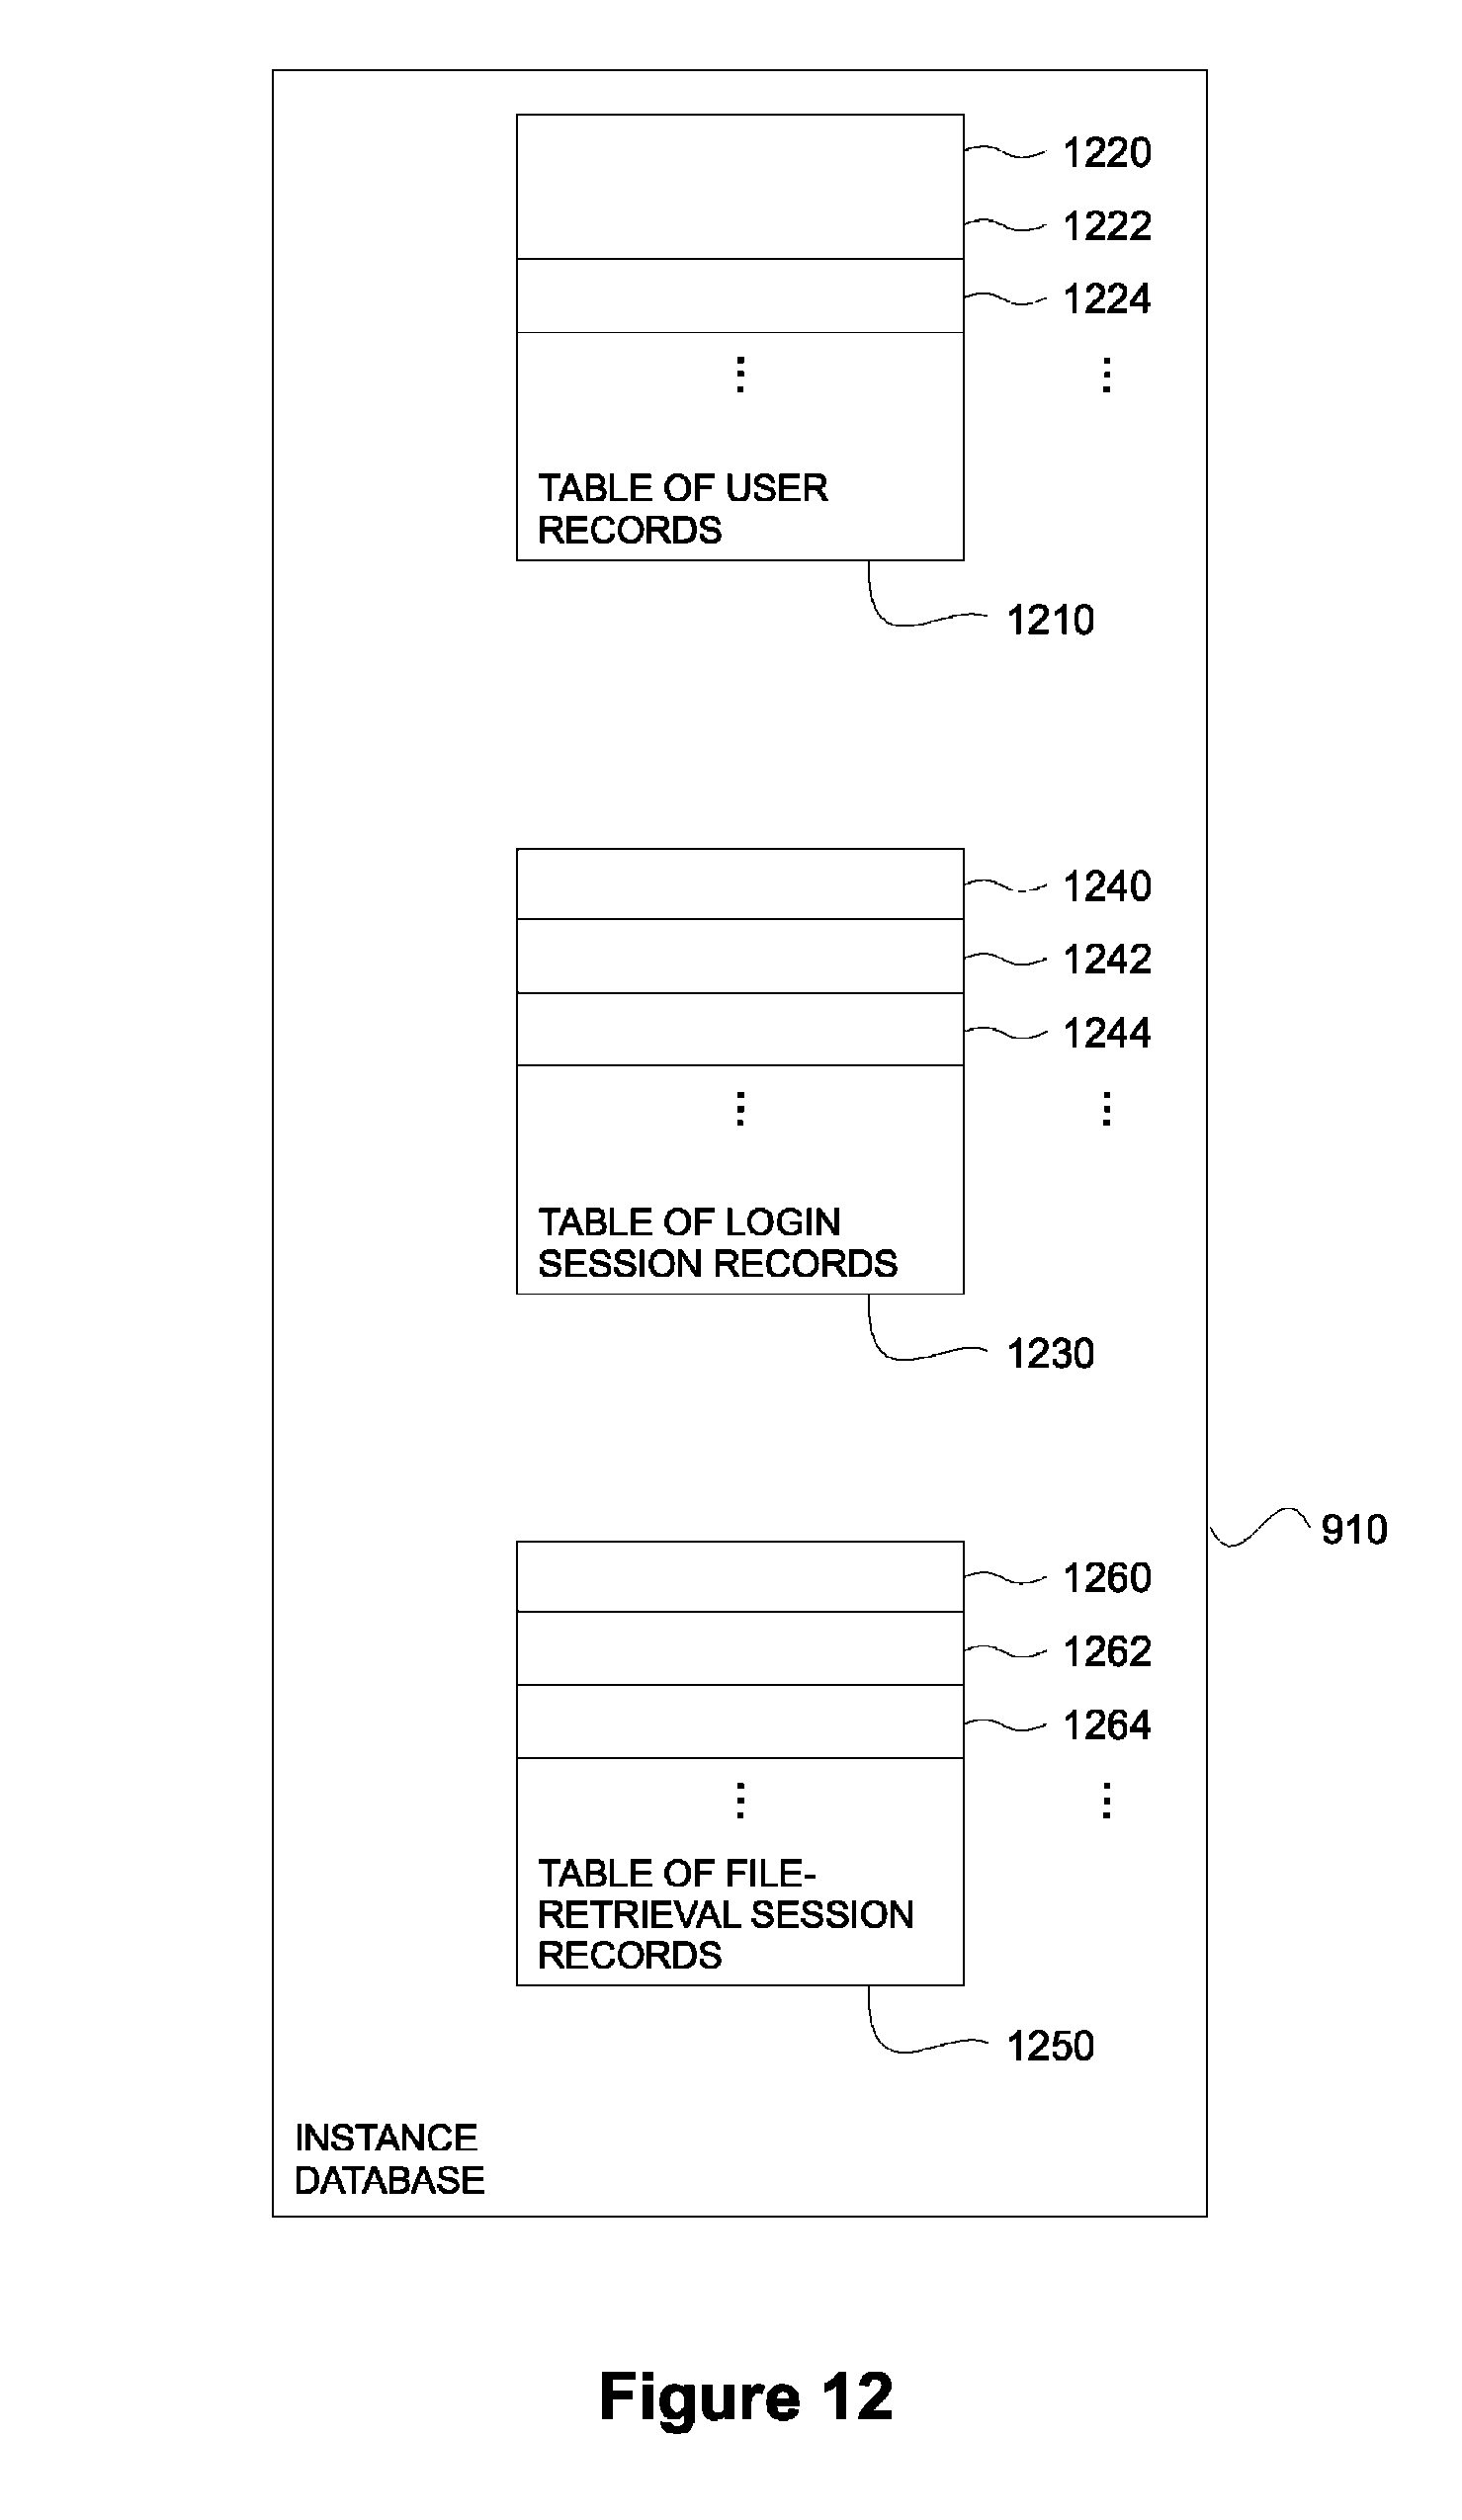 1220
1222
1224
⋮ ⋮
TABLE OF USER
RECORDS
1210
1240
1242
1244
⋮ ⋮
TABLE OF LOGIN
SESSION RECORDS
1230
910
1260
1262
1264
⋮ ⋮
TABLE OF FILE-
RETRIEVAL SESSION
RECORDS
1250
INSTANCE
DATABASE
Figure 12